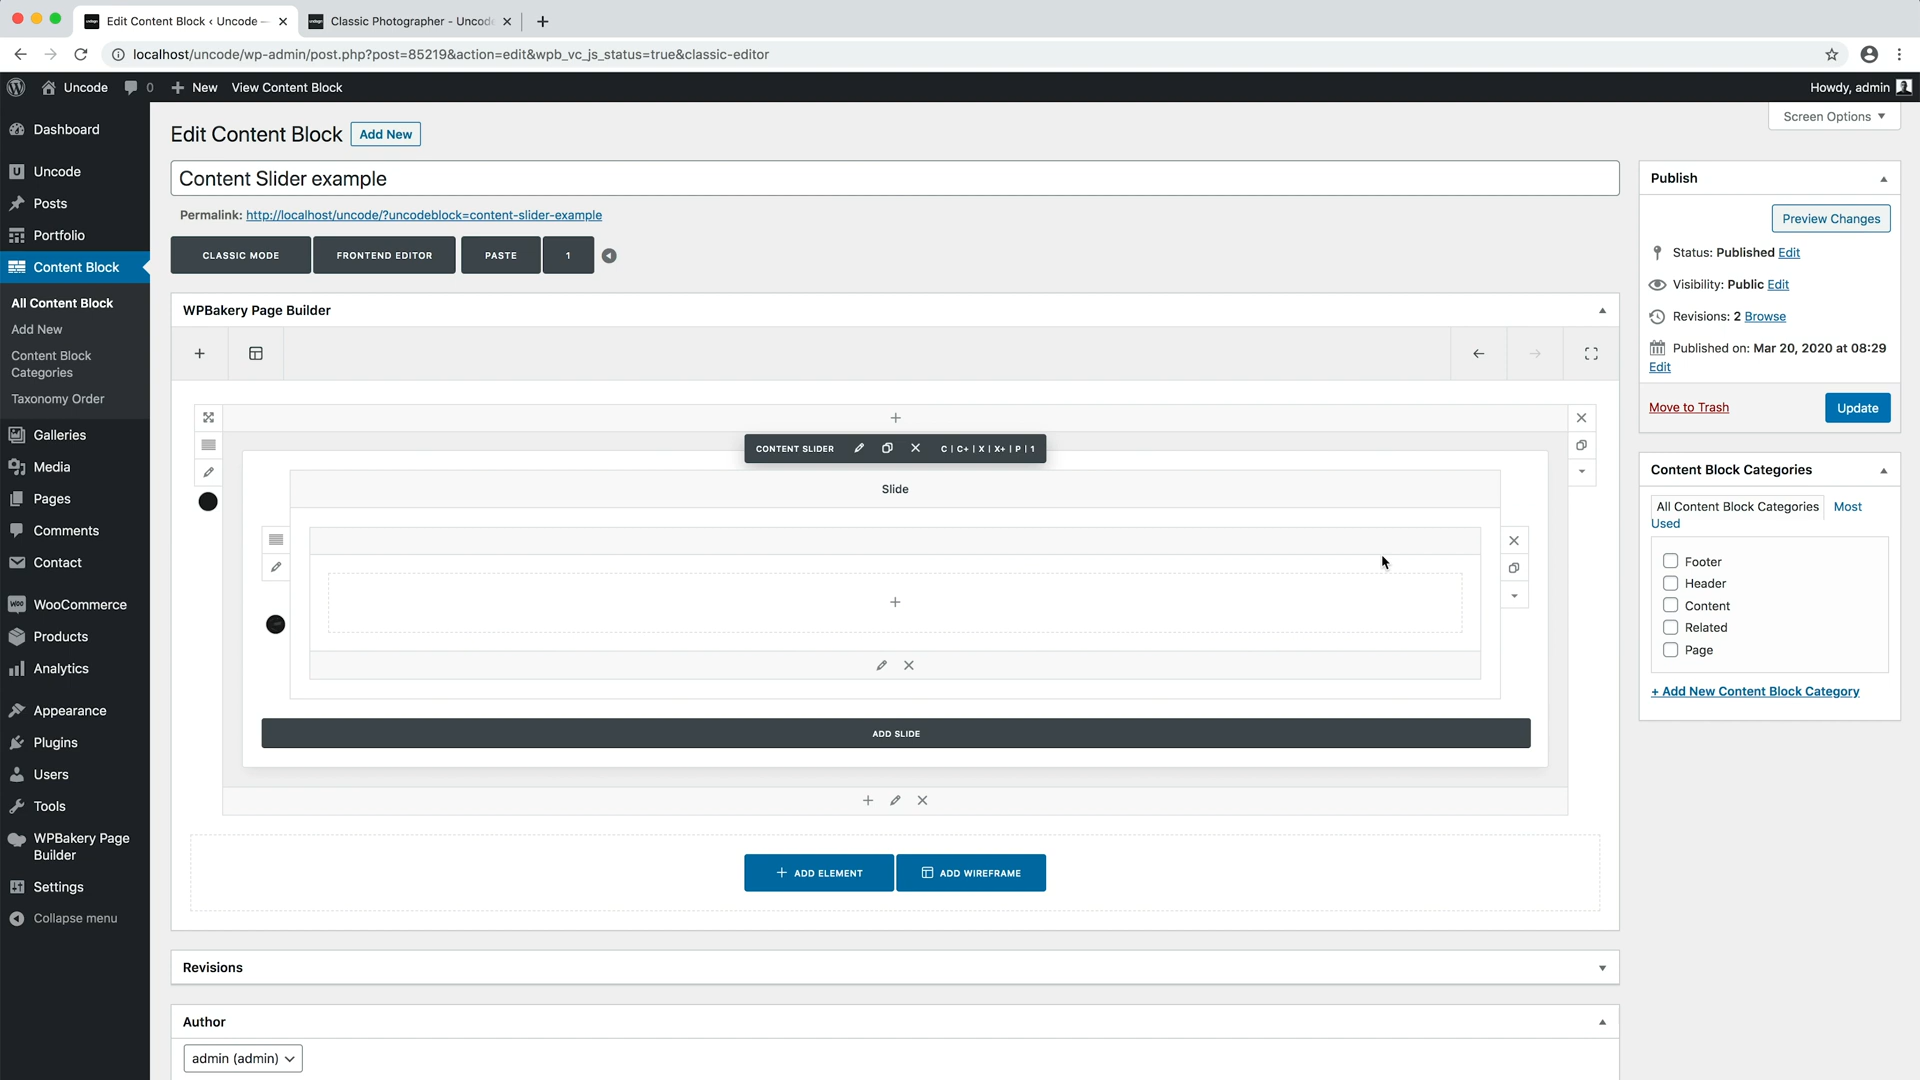 Edit Content Block ‹ Uncode —
Classic Photographer - Uncod
localhost/uncode/wp-admin/post.php?post=85219&action=edit&wpb_vc_js_status=true&classic-editor
Uncode 0 New View Content Block
Howdy, admin
Screen Options
Dashboard
Uncode
Posts
Portfolio
Content Block
All Content Block
Add New
Content Block
Categories
Taxonomy Order
Galleries
Media
Pages
Comments
Contact
WooCommerce
Products
Analytics
Appearance
Plugins
Users
Tools
WPBakery Page
Builder
Settings
Collapse menu
Edit Content Block Add New
Content Slider example
Permalink: http://localhost/uncode/?uncodeblock=content-slider-example
CLASSIC MODE FRONTEND EDITOR PASTE 1
WPBakery Page Builder
CONTENT SLIDER C | C+ | X | X+ | P | 1
Slide
ADD SLIDE
ADD ELEMENT ADD WIREFRAME
Revisions
Author
admin (admin)
Publish
Preview Changes
Status: Published Edit
Visibility: Public Edit
Revisions: 2 Browse
Published on: Mar 20, 2020 at 08:29
Edit
Move to Trash Update
Content Block Categories
All Content Block Categories Most
Used
Footer
Header
Content
Related
Page
+ Add New Content Block Category